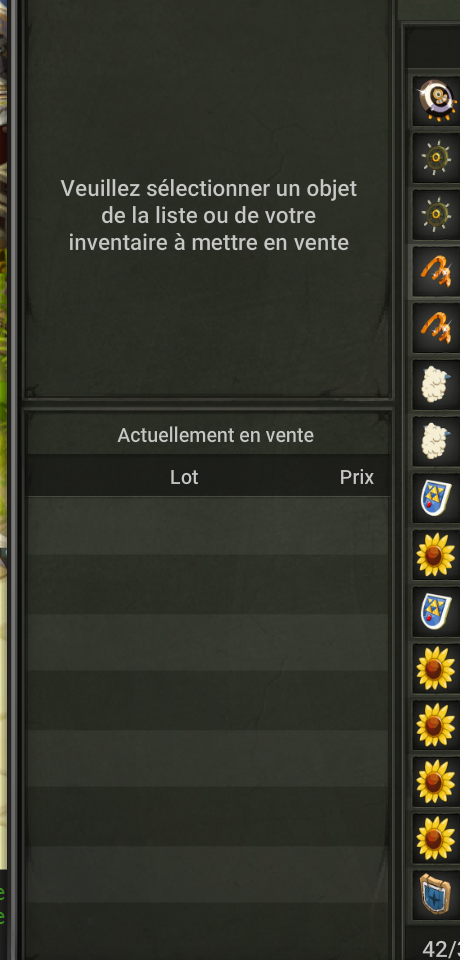 Veuillez sélectionner un objet
de la liste ou de votre
inventaire à mettre en vente
Actuellement en vente
Lot Prix